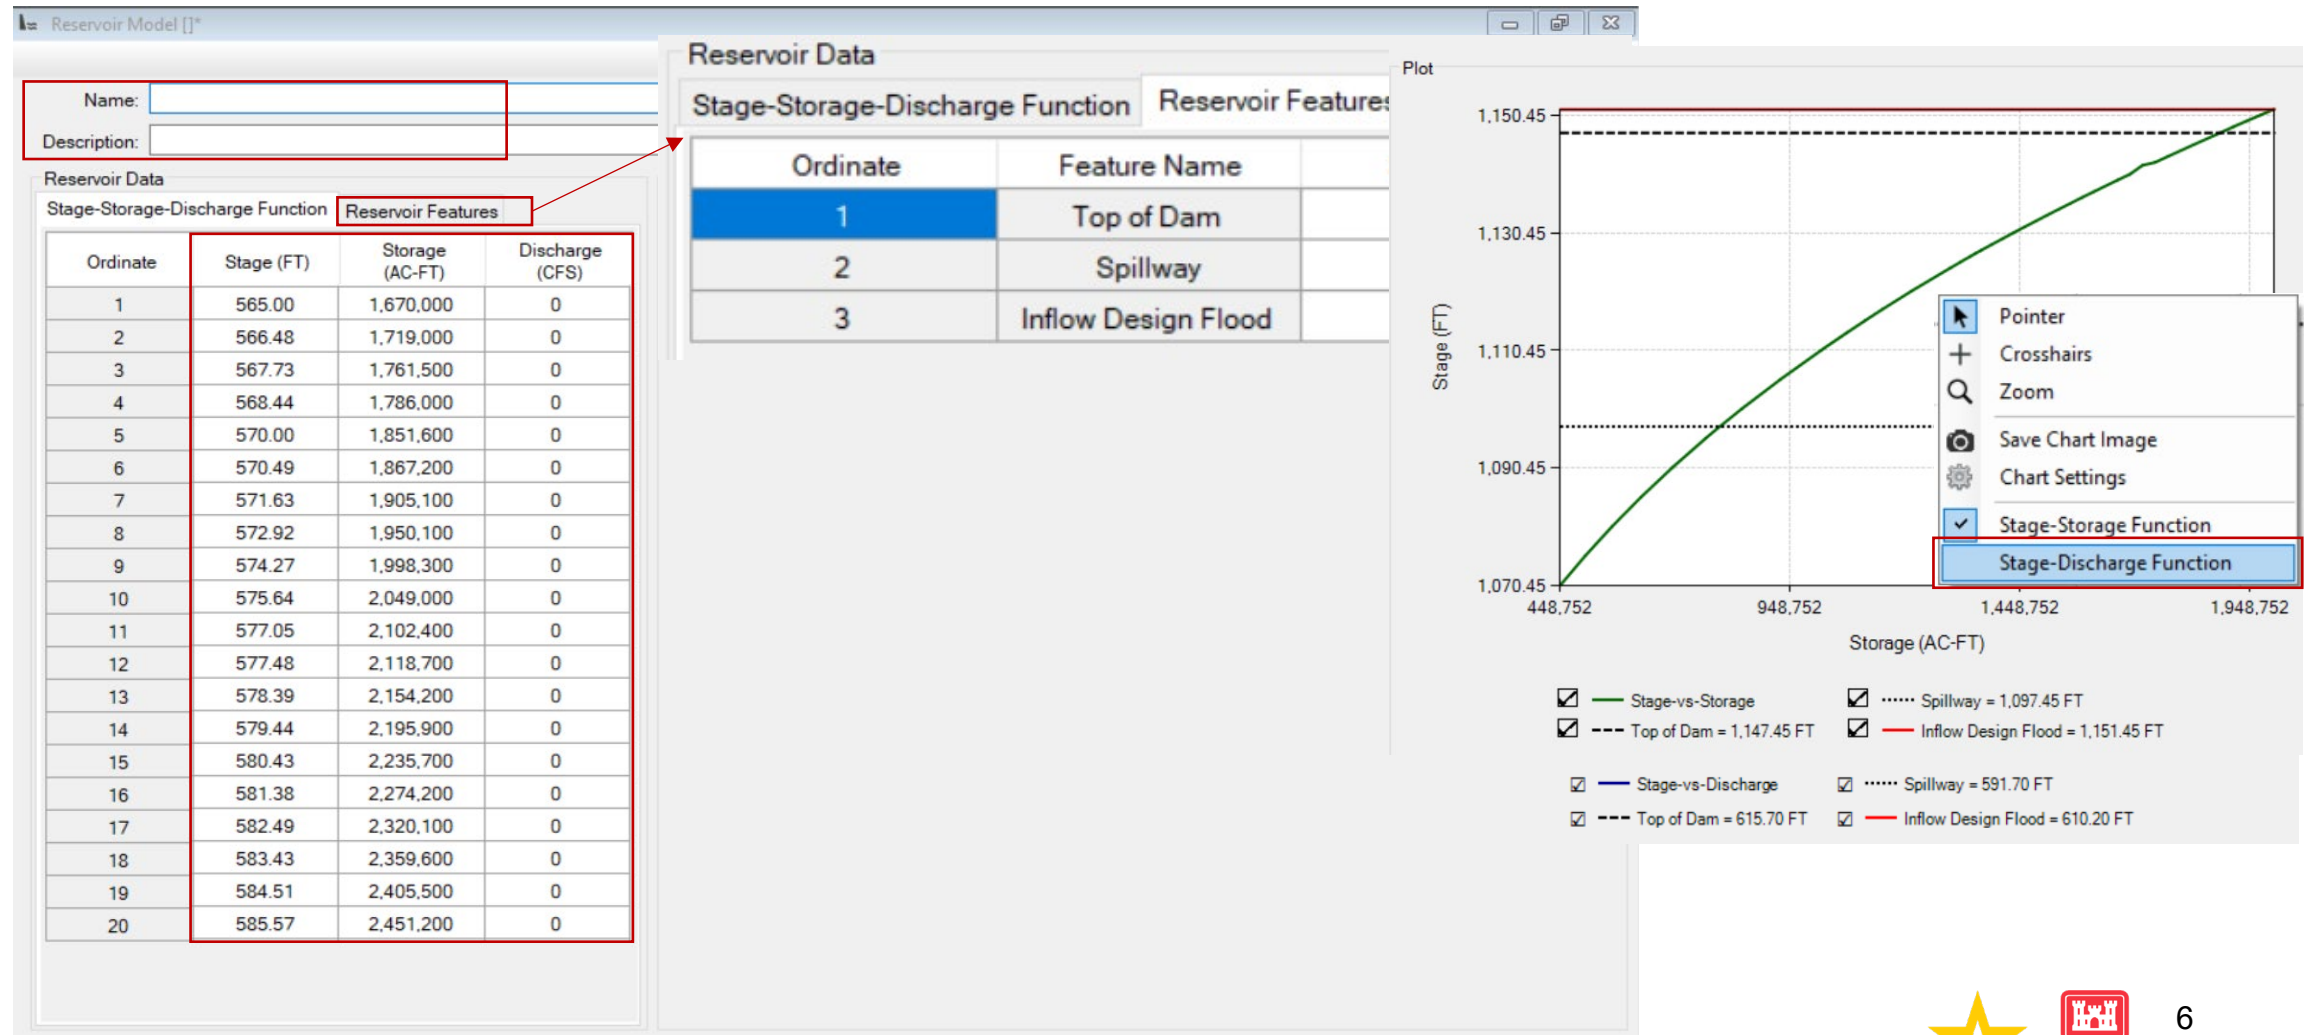 Reservoir Model []*
Name:
Description:
Reservoir Data
Stage-Storage-Discharge Function Reservoir Features
Ordinate Stage (FT) Storage (AC-FT) Discharge (CFS)
1 565.00 1,670,000 0
2 566.48 1,719,000 0
3 567.73 1,761,500 0
4 568.44 1,786,000 0
5 570.00 1,851,600 0
6 570.49 1,867,200 0
7 571.63 1,905,100 0
8 572.92 1,950,100 0
9 574.27 1,998,300 0
10 575.64 2,049,000 0
11 577.05 2,102,400 0
12 577.48 2,118,700 0
13 578.39 2,154,200 0
14 579.44 2,195,900 0
15 580.43 2,235,700 0
16 581.38 2,274,200 0
17 582.49 2,320,100 0
18 583.43 2,359,600 0
19 584.51 2,405,500 0
20 585.57 2,451,200 0
Reservoir Data
Stage-Storage-Discharge Function Reservoir Features
Ordinate Feature Name
1 Top of Dam
2 Spillway
3 Inflow Design Flood
Plot
1,150.45
1,130.45
1,110.45
1,090.45
1,070.45
Stage (FT)
448,752 948,752 1,448,752 1,948,752
Storage (AC-FT)
Pointer
Crosshairs
Zoom
Save Chart Image
Chart Settings
Stage-Storage Function
Stage-Discharge Function
Stage-vs-Storage Spillway = 1,097.45 FT
Top of Dam = 1,147.45 FT Inflow Design Flood = 1,151.45 FT
Stage-vs-Discharge Spillway = 591.70 FT
Top of Dam = 615.70 FT Inflow Design Flood = 610.20 FT
6